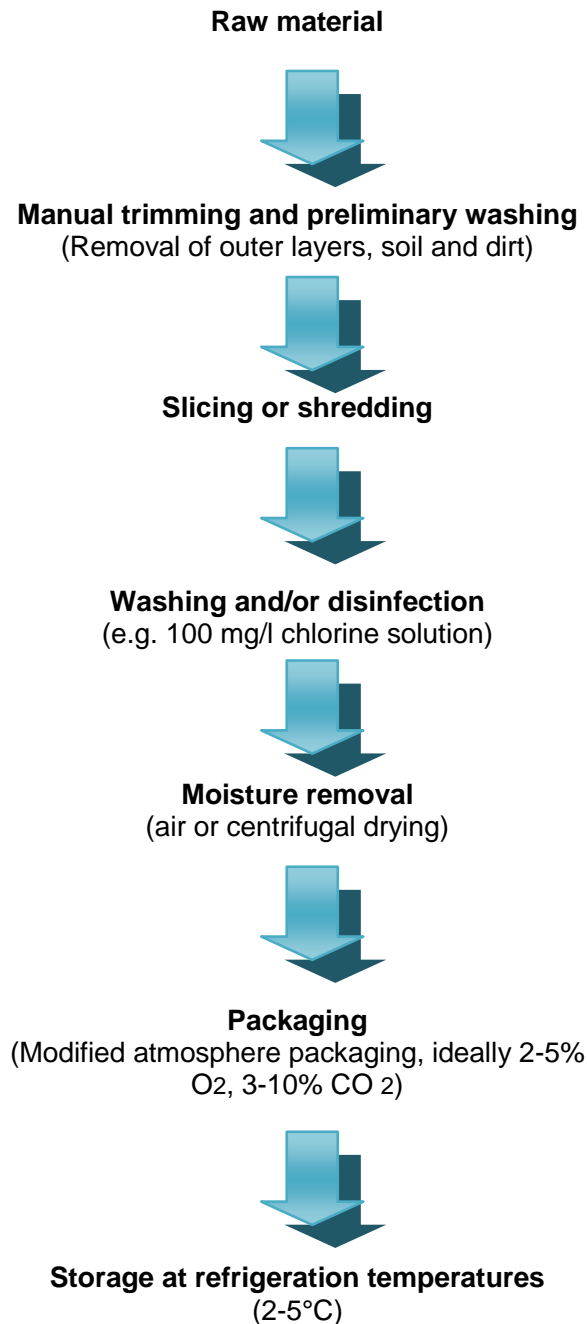 Raw material
Manual trimming and preliminary washing
(Removal of outer layers, soil and dirt)
Slicing or shredding
Washing and/or disinfection
(e.g. 100 mg/l chlorine solution)
Moisture removal
(air or centrifugal drying)
Packaging
(Modified atmosphere packaging, ideally 2-5%
O2, 3-10% CO 2)
Storage at refrigeration temperatures
(2-5°C)